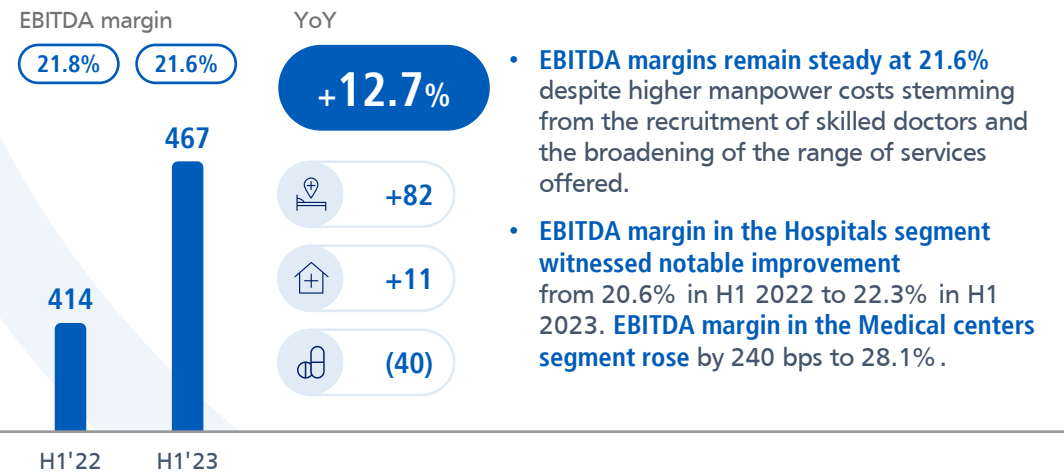 EBITDA margin
YoY
21.8%
21.6%
+12.7%
467
414
H1'22
H1'23
+82
+11
(40)
• EBITDA margins remain steady at 21.6%
despite higher manpower costs stemming
from the recruitment of skilled doctors and
the broadening of the range of services
offered.
• EBITDA margin in the Hospitals segment
witnessed notable improvement
from 20.6% in H1 2022 to 22.3% in H1
2023. EBITDA margin in the Medical centers
segment rose by 240 bps to 28.1%.